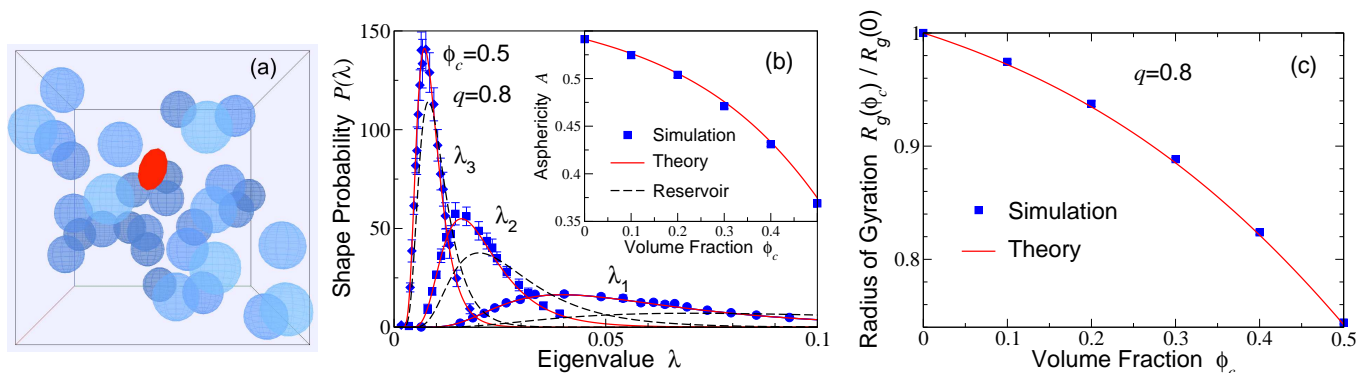 (a)
150
100
50
0
Shape Probability P(λ)
0
0.05
0.1
Eigenvalue λ
ϕc=0.5
q=0.8
λ3
λ2
λ1
(b)
0.5
0.45
0.4
0.35
Asphericity A
Simulation
Theory
Reservoir
0
0.1
0.2
0.3
0.4
0.5
Volume Fraction ϕc
(c)
1
0.9
0.8
Radius of Gyration Rg(ϕc) / Rg(0)
q=0.8
Simulation
Theory
0
0.1
0.2
0.3
0.4
0.5
Volume Fraction ϕc